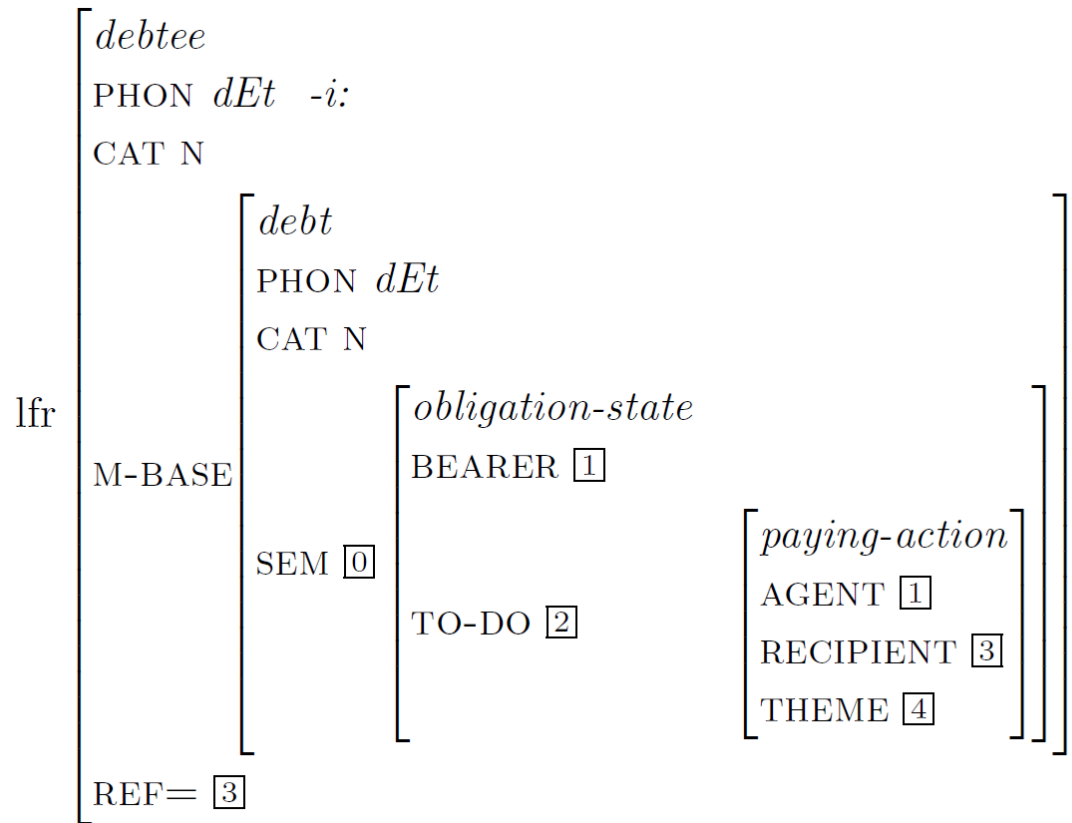 debtee
PHON dEt -i:
CAT N
debt
PHON dEt
CAT N
lfr
obligation-state
M-BASE
BEARER 1
paying-action
SEM 0
AGENT 1
TO-DO 2
RECIPIENT 3
THEME 4
REF= 3